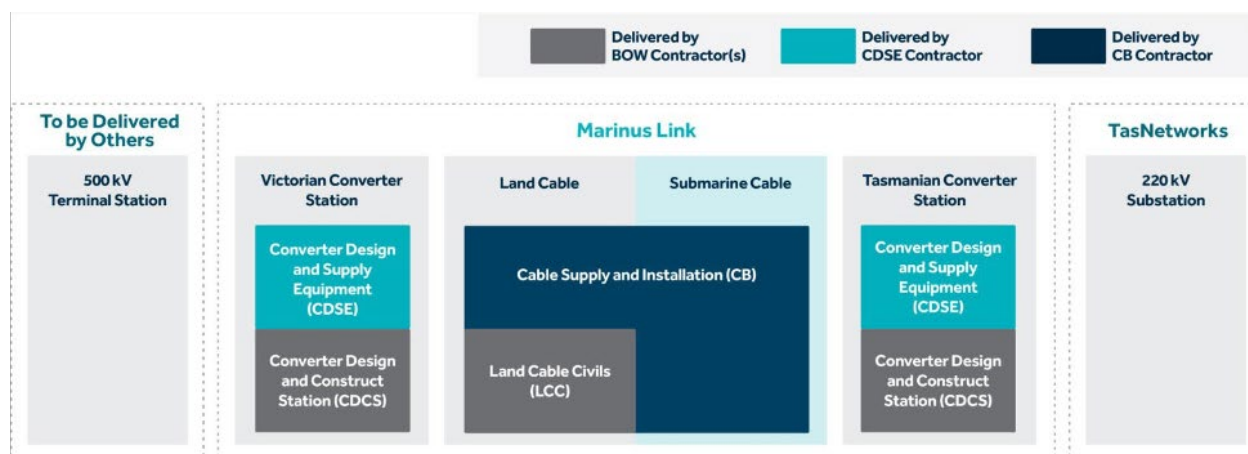 Delivered by
BOW Contractor(s)
Delivered by
CDSE Contractor
Delivered by
CB Contractor
To be Delivered
by Others
Marinus Link
TasNetworks
500 kV
Terminal Station
Victorian Converter
Station
Land Cable
Submarine Cable
Tasmanian Converter
Station
220 kV
Substation
Converter Design
and Supply
Equipment
(CDSE)
Cable Supply and Installation (CB)
Converter Design
and Supply
Equipment
(CDSE)
Converter Design
and Construct
Station (CDCS)
Land Cable Civils
(LCC)
Converter Design
and Construct
Station (CDCS)